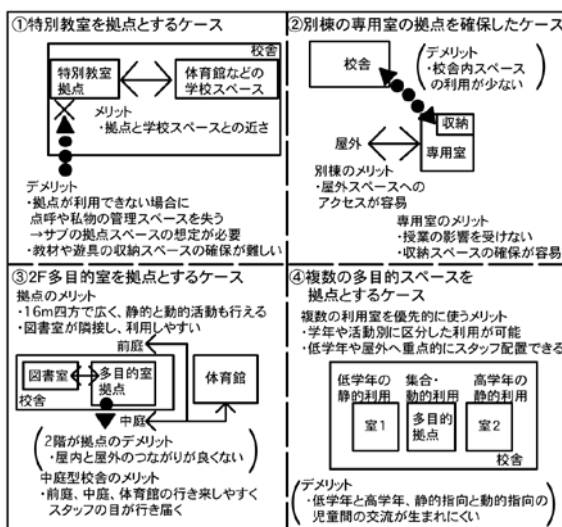 ①特別教室を拠点とするケース
校舎
特別教室
拠点
体育館などの
学校スペース
メリット
・拠点と学校スペースとの近さ
デメリット
・拠点が利用できない場合に
点呼や私物の管理スペースを失う
→サブの拠点スペースの想定が必要
・教材や遊具の収納スペースの確保が難しい
②別棟の専用室の拠点を確保したケース
校舎
デメリット
・校舎内スペース
の利用が少ない
収納
専用室
屋外
別棟のメリット
・屋外スペースへの
アクセスが容易
専用室のメリット
・授業の影響を受けない
・収納スペースの確保が容易
③2F多目的室を拠点とするケース
拠点のメリット
・16m四方で広く、静的と動的活動も行える
・図書室が隣接し、利用しやすい
前庭
図書室
多目的室
拠点
体育館
校舎
中庭
2階が拠点のデメリット
・屋内と屋外のつながりが良くない
中庭型校舎のメリット
・前庭、中庭、体育館の行き来しやすく
スタッフの目が行き届く
④複数の多目的スペースを
拠点とするケース
複数の利用室を優先的に使うメリット
・学年や活動別に区分した利用が可能
・低学年や屋外へ重点的にスタッフ配置できる
低学年の
静的利用
集合・
動的利用
高学年の
静的利用
室1
多目的
拠点
室2
校舎
デメリット
・低学年と高学年、静的指向と動的指向の
児童間の交流が生まれにくい